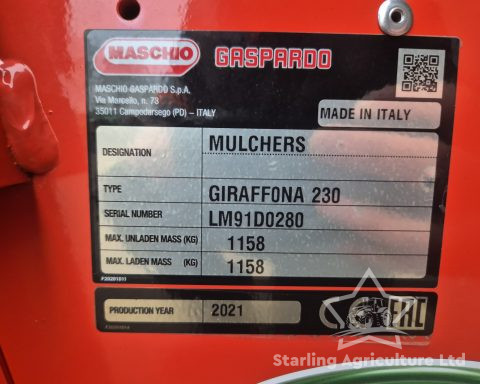 MASCHIO GASPARDO
MASCHIO GASPARDO S.p.A.
Via Marcello, n. 73
35011 Campodarsego (PD) – ITALY
MADE IN ITALY
DESIGNATION MULCHERS
TYPE GIRAFFONA 230
SERIAL NUMBER LM91D0280
MAX. UNLADEN MASS (KG) 1158
MAX. LADEN MASS (KG) 1158
F20201011
PRODUCTION YEAR 2021
Starling Agriculture Ltd